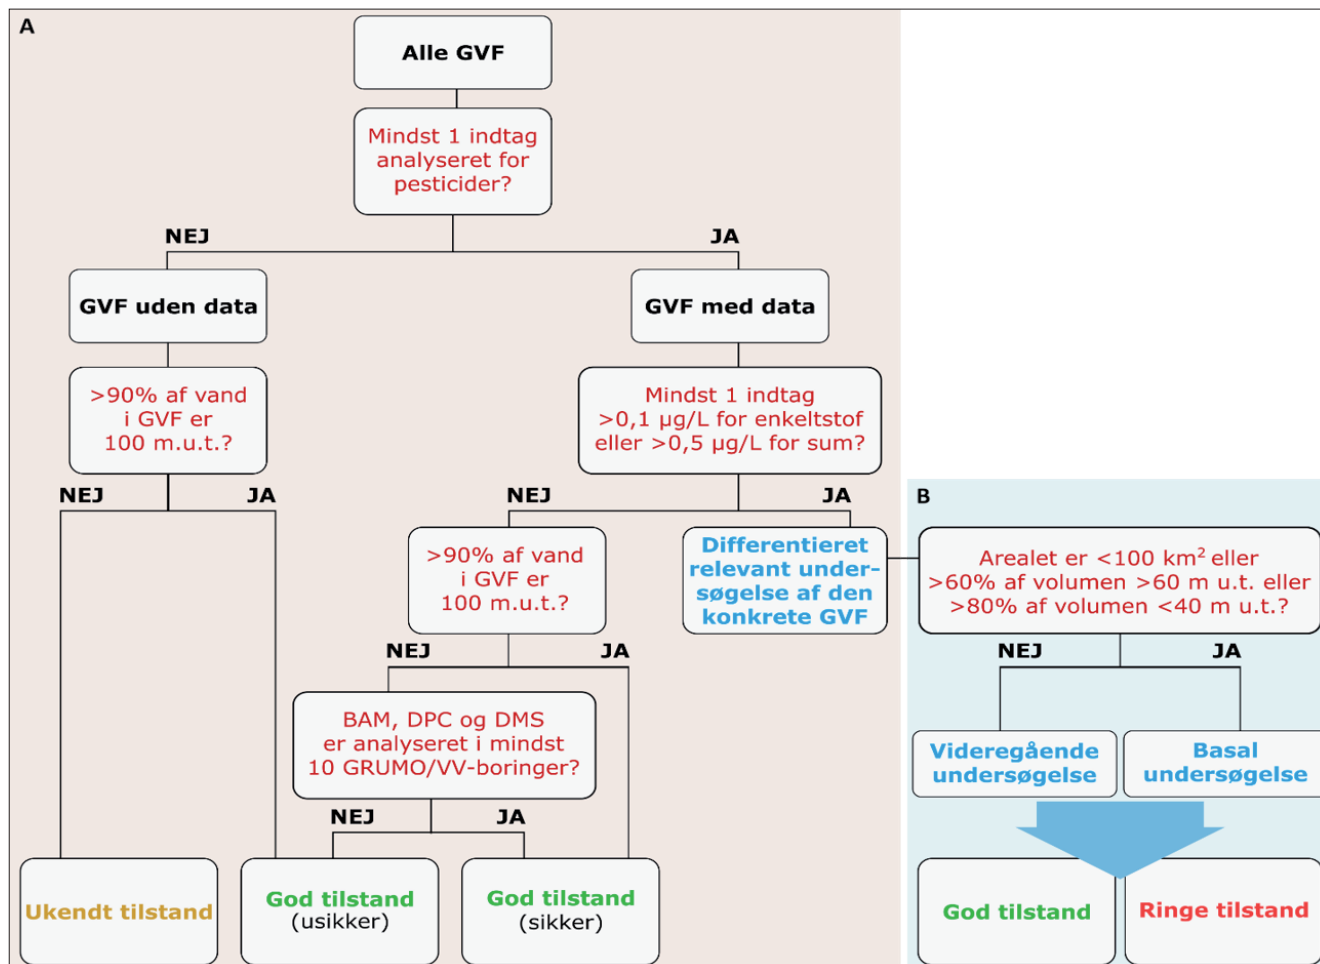 A
Alle GVF
Mindst 1 indtag
analyseret for
pesticider?
NEJ
JA
GVF uden data
GVF med data
>90% af vand
i GVF er
100 m.u.t.?
Mindst 1 indtag
>0,1 µg/L for enkeltstof
eller >0,5 µg/L for sum?
NEJ
JA
NEJ
JA
>90% af vand
i GVF er
100 m.u.t.?
Differentieret
relevant under-
søgelse af den
konkrete GVF
NEJ
JA
BAM, DPC og DMS
er analyseret i mindst
10 GRUMO/VV-boringer?
NEJ
JA
Ukendt tilstand
God tilstand
(usikker)
God tilstand
(sikker)
B
Arealet er <100 km² eller
>60% af volumen >60 m u.t. eller
>80% af volumen <40 m u.t.?
NEJ
JA
Videregående
undersøgelse
Basal
undersøgelse
God tilstand
Ringe tilstand